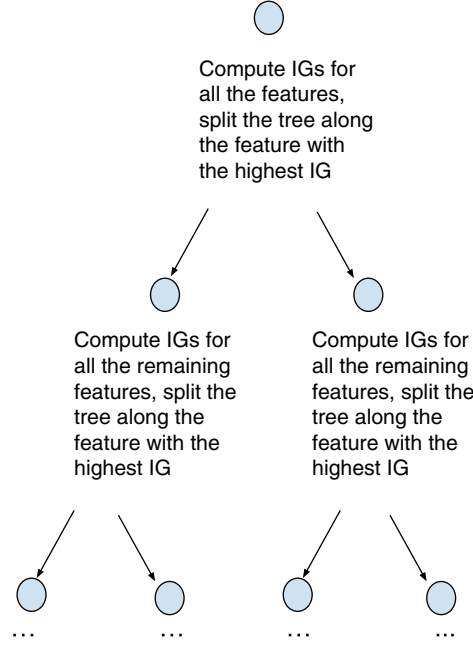 Compute IGs for
all the features,
split the tree along
the feature with
the highest IG
Compute IGs for
all the remaining
features, split the
tree along the
feature with the
highest IG
Compute IGs for
all the remaining
features, split the
tree along the
feature with the
highest IG
... ... ... ...